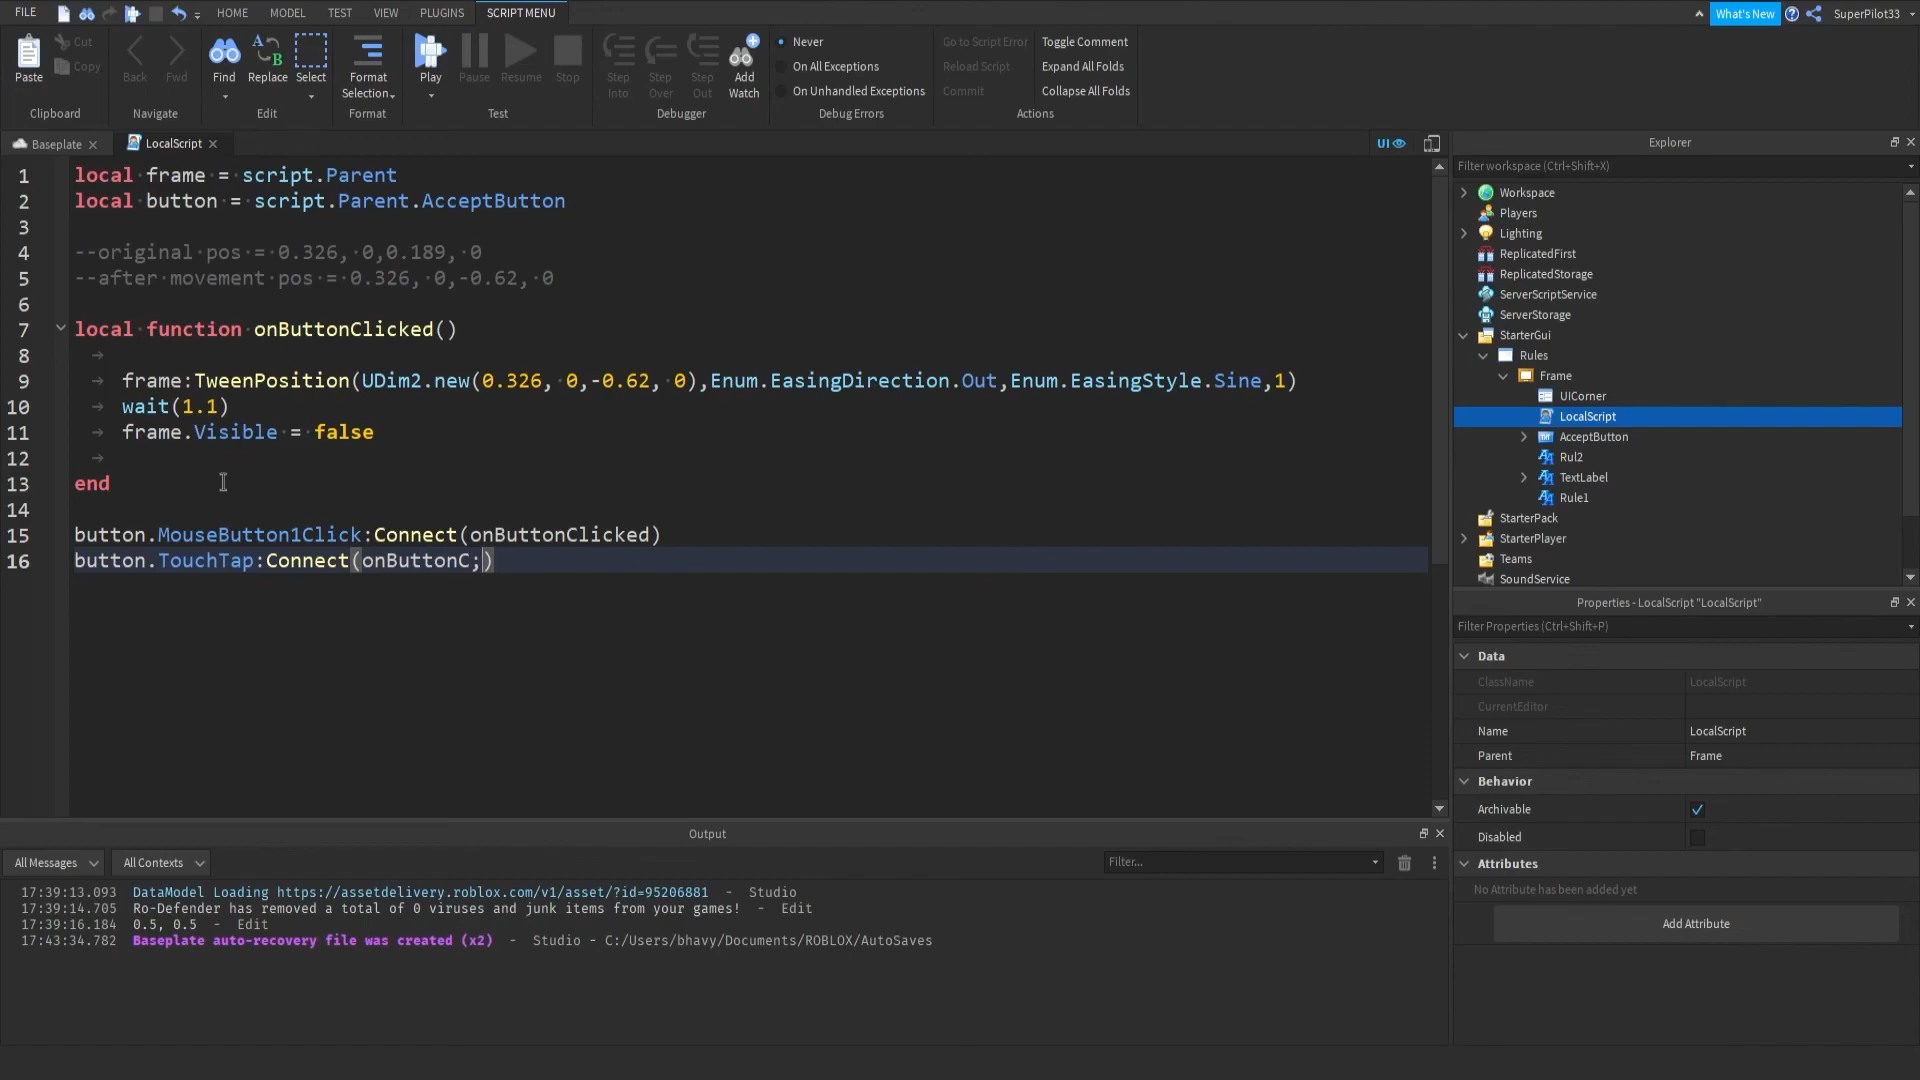 FILE HOME MODEL TEST VIEW PLUGINS SCRIPT MENU What's New SuperPilot33
Paste Cut Copy Back Fwd Find Replace Select Format Selection Play Pause Resume Stop Step Into Step Over Step Out Add Watch
Never Go to Script Error Toggle Comment
On All Exceptions Reload Script Expand All Folds
On Unhandled Exceptions Commit Collapse All Folds
Clipboard Navigate Edit Format Test Debugger Debug Errors Actions
Baseplate LocalScript UI
1 local frame = script.Parent
2 local button = script.Parent.AcceptButton
3
4 --original pos = 0.326, 0,0.189, 0
5 --after movement pos = 0.326, 0,-0.62, 0
6
7 local function onButtonClicked()
8
9 frame:TweenPosition(UDim2.new(0.326, 0,-0.62, 0),Enum.EasingDirection.Out,Enum.EasingStyle.Sine,1)
10 wait(1.1)
11 frame.Visible = false
12
13 end
14
15 button.MouseButton1Click:Connect(onButtonClicked)
16 button.TouchTap:Connect(onButtonC;)
Explorer
Filter workspace (Ctrl+Shift+X)
Workspace
Players
Lighting
ReplicatedFirst
ReplicatedStorage
ServerScriptService
ServerStorage
StarterGui
Rules
Frame
UICorner
LocalScript
AcceptButton
Rul2
TextLabel
Rule1
StarterPack
StarterPlayer
Teams
SoundService
Properties - LocalScript "LocalScript"
Filter Properties (Ctrl+Shift+P)
Data
ClassName LocalScript
CurrentEditor
Name LocalScript
Parent Frame
Behavior
Archivable
Disabled
Attributes
No Attribute has been added yet
Add Attribute
Output
All Messages All Contexts Filter...
17:39:13.093 DataModel Loading https://assetdelivery.roblox.com/v1/asset/?id=95206881 - Studio
17:39:14.705 Ro-Defender has removed a total of 0 viruses and junk items from your games! - Edit
17:39:16.184 0.5, 0.5 - Edit
17:43:34.782 Baseplate auto-recovery file was created (x2) - Studio - C:/Users/bhavy/Documents/ROBLOX/AutoSaves